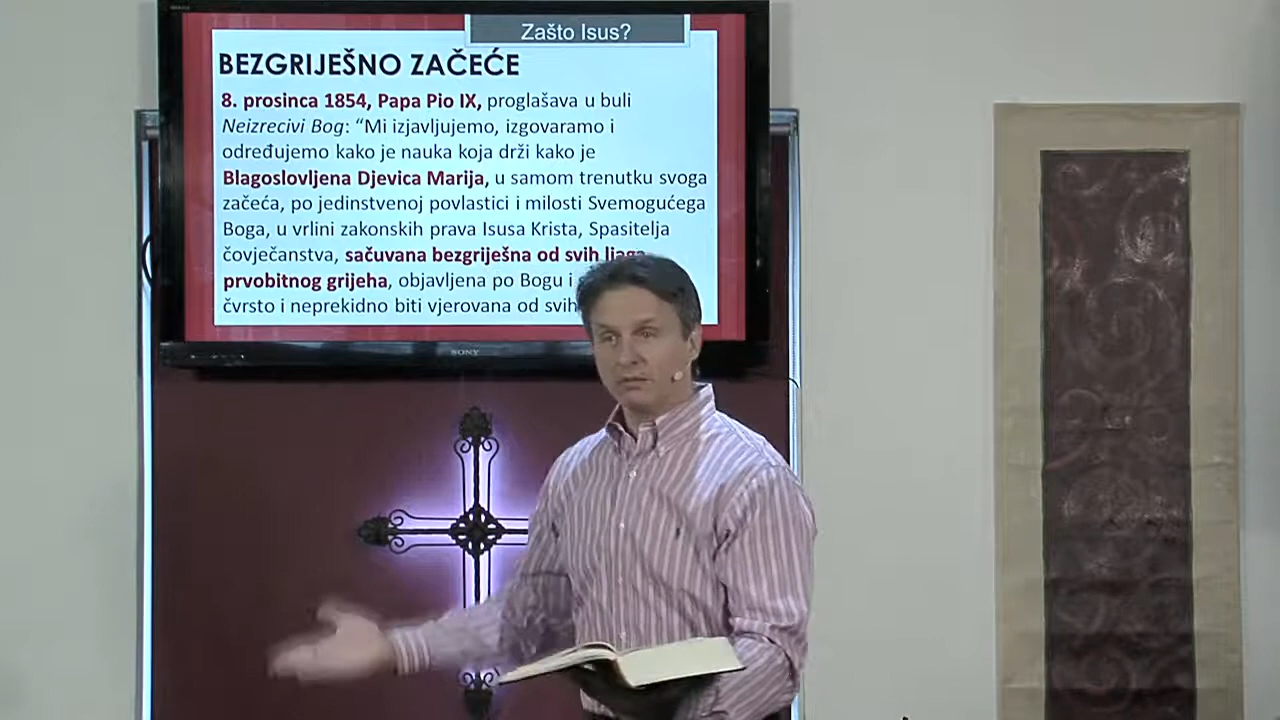 Zašto Isus?
BEZGRIJEŠNO ZAČEĆE
8. prosinca 1854, Papa Pio IX, proglašava u buli
Neizrecivi Bog: “Mi izjavljujemo, izgovaramo i
određujemo kako je nauka koja drži kako je
Blagoslovljena Djevica Marija, u samom trenutku svoga
začeća, po jedinstvenoj povlastici i milosti Svemogućega
Boga, u vrlini zakonskih prava Isusa Krista, Spasitelja
čovječanstva, sačuvana bezgriješna od svih ljaga
prvobitnog grijeha, objavljena po Bogu i
čvrsto i neprekidno biti vjerovana od svih
SONY